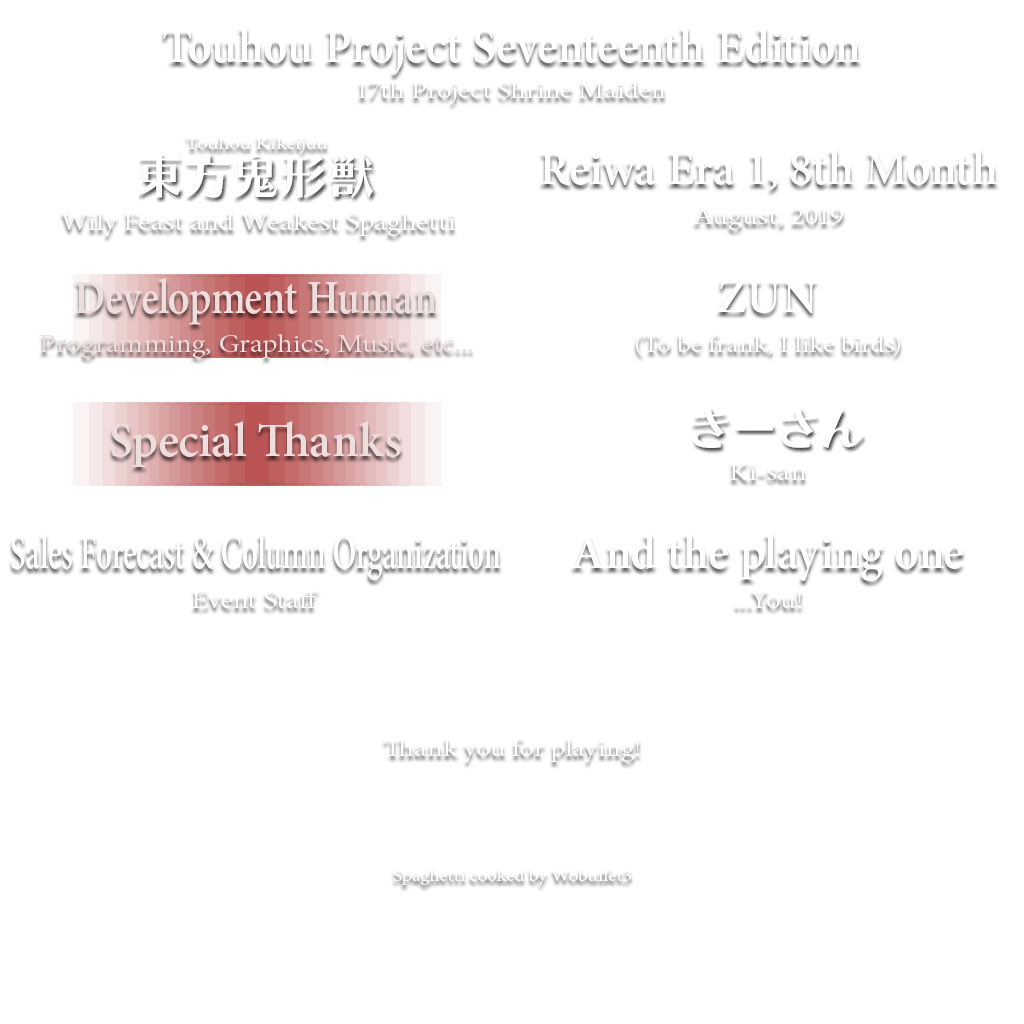 Touhou Project Seventeenth Edition
17th Project Shrine Maiden
Touhou Kikeijuu
東方鬼形獣
Wily Feast and Weakest Spaghetti
Reiwa Era 1, 8th Month
August, 2019
Development Human
Programming, Graphics, Music, etc...
ZUN
(To be frank, I like birds)
Special Thanks
きーさん
Ki-san
Sales Forecast & Column Organization
Event Staff
And the playing one
...You!
Thank you for playing!
Spaghetti cooked by Wobuffet3